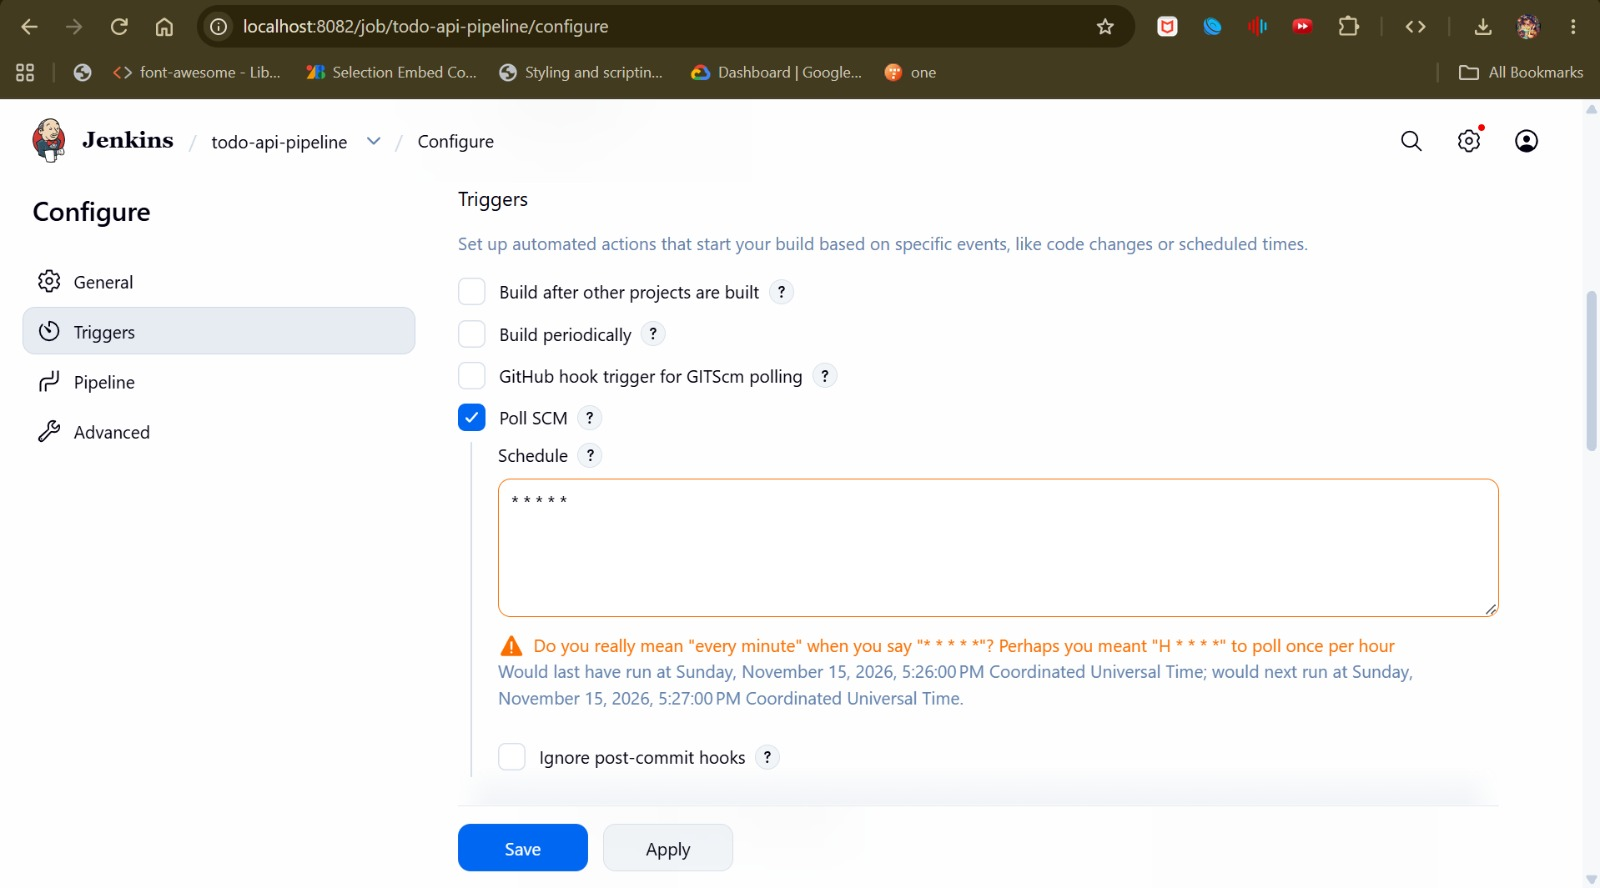 localhost:8082/job/todo-api-pipeline/configure
font-awesome - Lib...
Selection Embed Co...
Styling and scriptin...
Dashboard | Google...
one
All Bookmarks
Jenkins / todo-api-pipeline / Configure
Configure
General
Triggers
Pipeline
Advanced
Triggers
Set up automated actions that start your build based on specific events, like code changes or scheduled times.
Build after other projects are built ?
Build periodically ?
GitHub hook trigger for GITScm polling ?
Poll SCM ?
Schedule ?
* * * * *
Do you really mean "every minute" when you say "* * * * *"? Perhaps you meant "H * * * *" to poll once per hour
Would last have run at Sunday, November 15, 2026, 5:26:00 PM Coordinated Universal Time; would next run at Sunday,
November 15, 2026, 5:27:00 PM Coordinated Universal Time.
Ignore post-commit hooks ?
Save
Apply